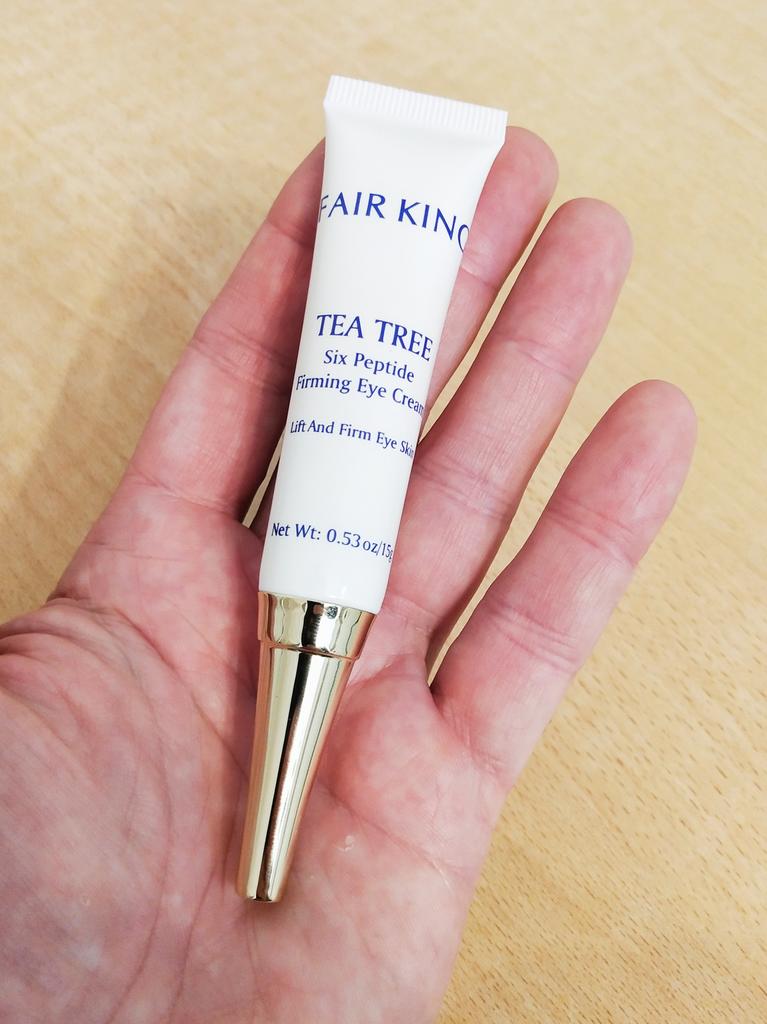 FAIR KING
TEA TREE
Six Peptide
Firming Eye Cream
Lift And Firm Eye Skin
Net Wt: 0.53 oz/15g